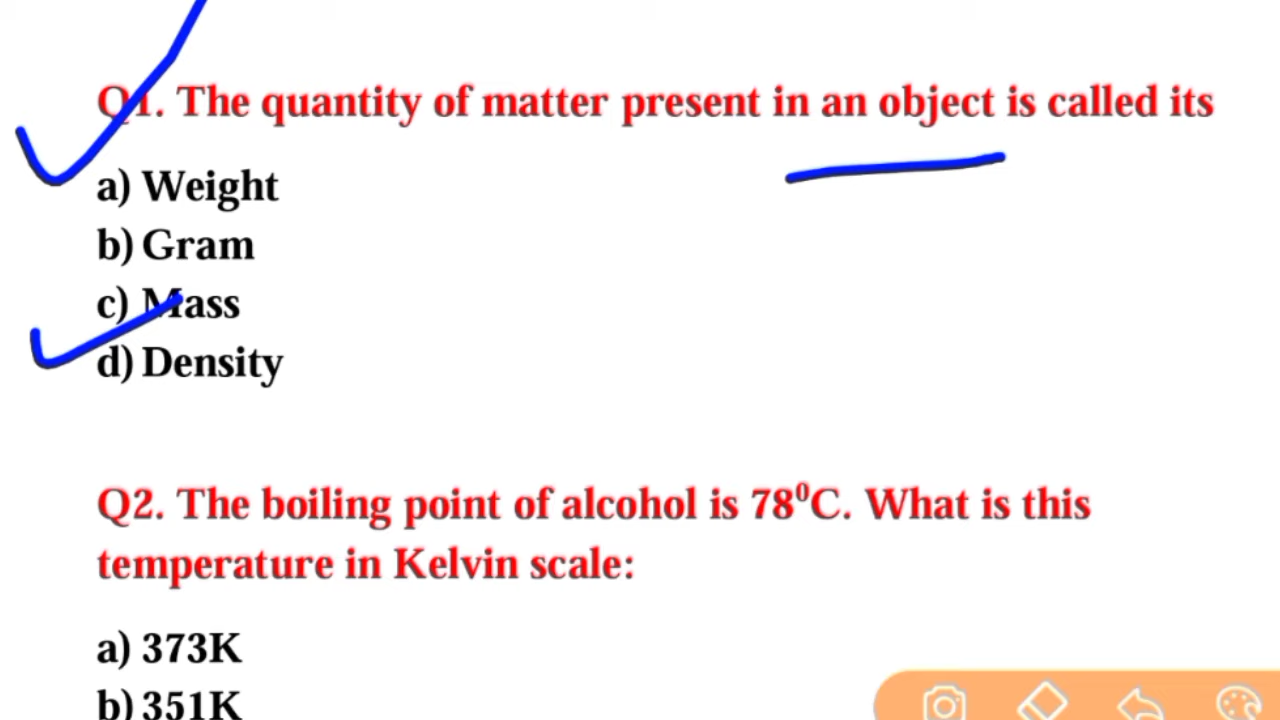 Q1. The quantity of matter present in an object is called its
a) Weight
b) Gram
c) Mass
d) Density
Q2. The boiling point of alcohol is 78⁰C. What is this
temperature in Kelvin scale:
a) 373K
b) 351K